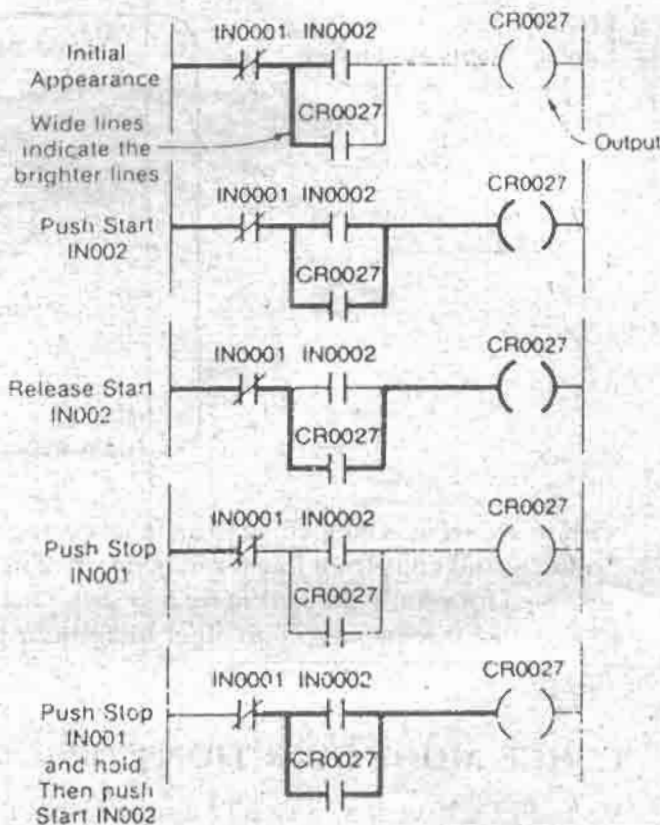 IN0001 IN0002 CR0027
Initial
Appearance
CR0027
Wide lines
indicate the
brighter lines
Output
IN0001 IN0002 CR0027
Push Start
IN002
CR0027
IN0001 IN0002 CR0027
Release Start
IN002
CR0027
IN0001 IN0002 CR0027
Push Stop
IN001
CR0027
IN0001 IN0002 CR0027
Push Stop
IN001
and hold
Then push
Start IN002
CR0027